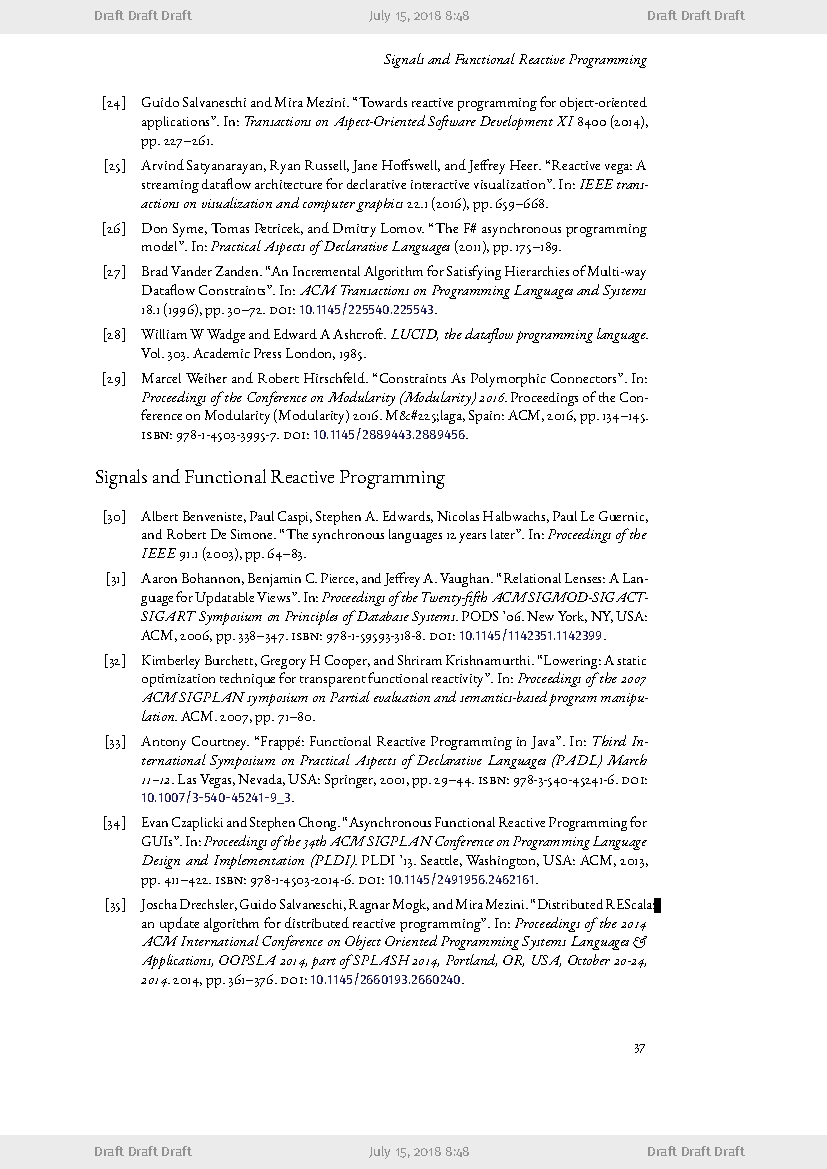 Draft Draft Draft July 15, 2018 8:48 Draft Draft Draft
Signals and Functional Reactive Programming
[24] Guido Salvaneschi and Mira Mezini. “Towards reactive programming for object-oriented
applications”. In: Transactions on Aspect-Oriented Software Development XI 8400 (2014),
pp. 227–261.
[25] Arvind Satyanarayan, Ryan Russell, Jane Hoffswell, and Jeffrey Heer. “Reactive vega: A
streaming dataflow architecture for declarative interactive visualization”. In: IEEE trans-
actions on visualization and computer graphics 22.1 (2016), pp. 659–668.
[26] Don Syme, Tomas Petricek, and Dmitry Lomov. “The F# asynchronous programming
model”. In: Practical Aspects of Declarative Languages (2011), pp. 175–189.
[27] Brad Vander Zanden. “An Incremental Algorithm for Satisfying Hierarchies of Multi-way
Dataflow Constraints”. In: ACM Transactions on Programming Languages and Systems
18.1 (1996), pp. 30–72. DOI: 10.1145/225540.225543.
[28] William W Wadge and Edward A Ashcroft. LUCID, the dataflow programming language.
Vol. 303. Academic Press London, 1985.
[29] Marcel Weiher and Robert Hirschfeld. “Constraints As Polymorphic Connectors”. In:
Proceedings of the Conference on Modularity (Modularity) 2016. Proceedings of the Con-
ference on Modularity (Modularity) 2016. M&#225;laga, Spain: ACM, 2016, pp. 134–145.
ISBN: 978-1-4503-3995-7. DOI: 10.1145/2889443.2889456.
Signals and Functional Reactive Programming
[30] Albert Benveniste, Paul Caspi, Stephen A. Edwards, Nicolas Halbwachs, Paul Le Guernic,
and Robert De Simone. “The synchronous languages 12 years later”. In: Proceedings of the
IEEE 91.1 (2003), pp. 64–83.
[31] Aaron Bohannon, Benjamin C. Pierce, and Jeffrey A. Vaughan. “Relational Lenses: A Lan-
guage for Updatable Views”. In: Proceedings of the Twenty-fifth ACM SIGMOD-SIGACT-
SIGART Symposium on Principles of Database Systems. PODS ’06. New York, NY, USA:
ACM, 2006, pp. 338–347. ISBN: 978-1-59593-318-8. DOI: 10.1145/1142351.1142399.
[32] Kimberley Burchett, Gregory H Cooper, and Shriram Krishnamurthi. “Lowering: A static
optimization technique for transparent functional reactivity”. In: Proceedings of the 2007
ACM SIGPLAN symposium on Partial evaluation and semantics-based program manipu-
lation. ACM. 2007, pp. 71–80.
[33] Antony Courtney. “Frappé: Functional Reactive Programming in Java”. In: Third In-
ternational Symposium on Practical Aspects of Declarative Languages (PADL) March
11–12. Las Vegas, Nevada, USA: Springer, 2001, pp. 29–44. ISBN: 978-3-540-45241-6. DOI:
10.1007/3-540-45241-9_3.
[34] Evan Czaplicki and Stephen Chong. “Asynchronous Functional Reactive Programming for
GUIs”. In: Proceedings of the 34th ACM SIGPLAN Conference on Programming Language
Design and Implementation (PLDI). PLDI ’13. Seattle, Washington, USA: ACM, 2013,
pp. 411–422. ISBN: 978-1-4503-2014-6. DOI: 10.1145/2491956.2462161.
[35] Joscha Drechsler, Guido Salvaneschi, Ragnar Mogk, and Mira Mezini. “Distributed REScala:
an update algorithm for distributed reactive programming”. In: Proceedings of the 2014
ACM International Conference on Object Oriented Programming Systems Languages &
Applications, OOPSLA 2014, part of SPLASH 2014, Portland, OR, USA, October 20-24,
2014. 2014, pp. 361–376. DOI: 10.1145/2660193.2660240.
37
Draft Draft Draft July 15, 2018 8:48 Draft Draft Draft